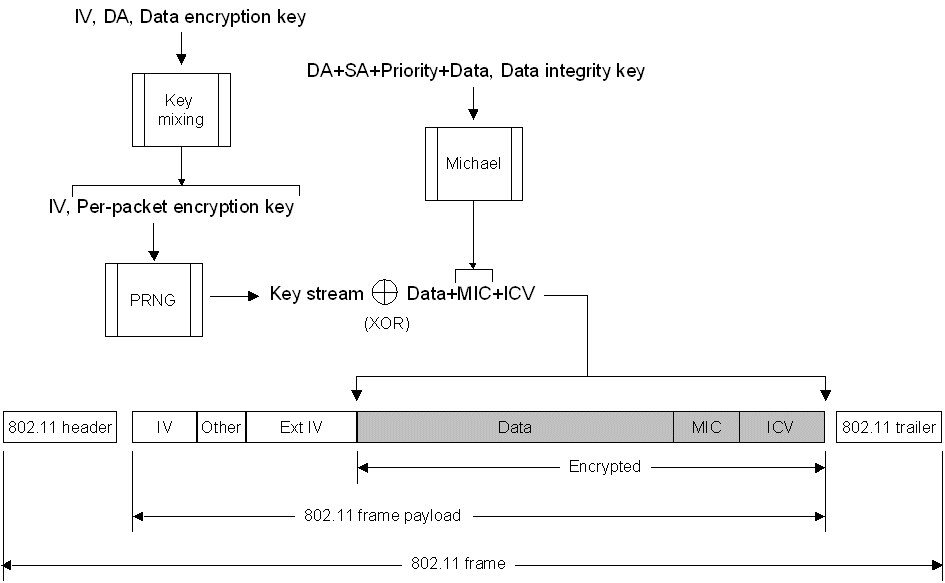 IV, DA, Data encryption key
DA+SA+Priority+Data, Data integrity key
Key
mixing
Michael
IV, Per-packet encryption key
PRNG
Key stream ⊕ Data+MIC+ICV
(XOR)
802.11 header IV Other Ext IV Data MIC ICV 802.11 trailer
Encrypted
802.11 frame payload
802.11 frame